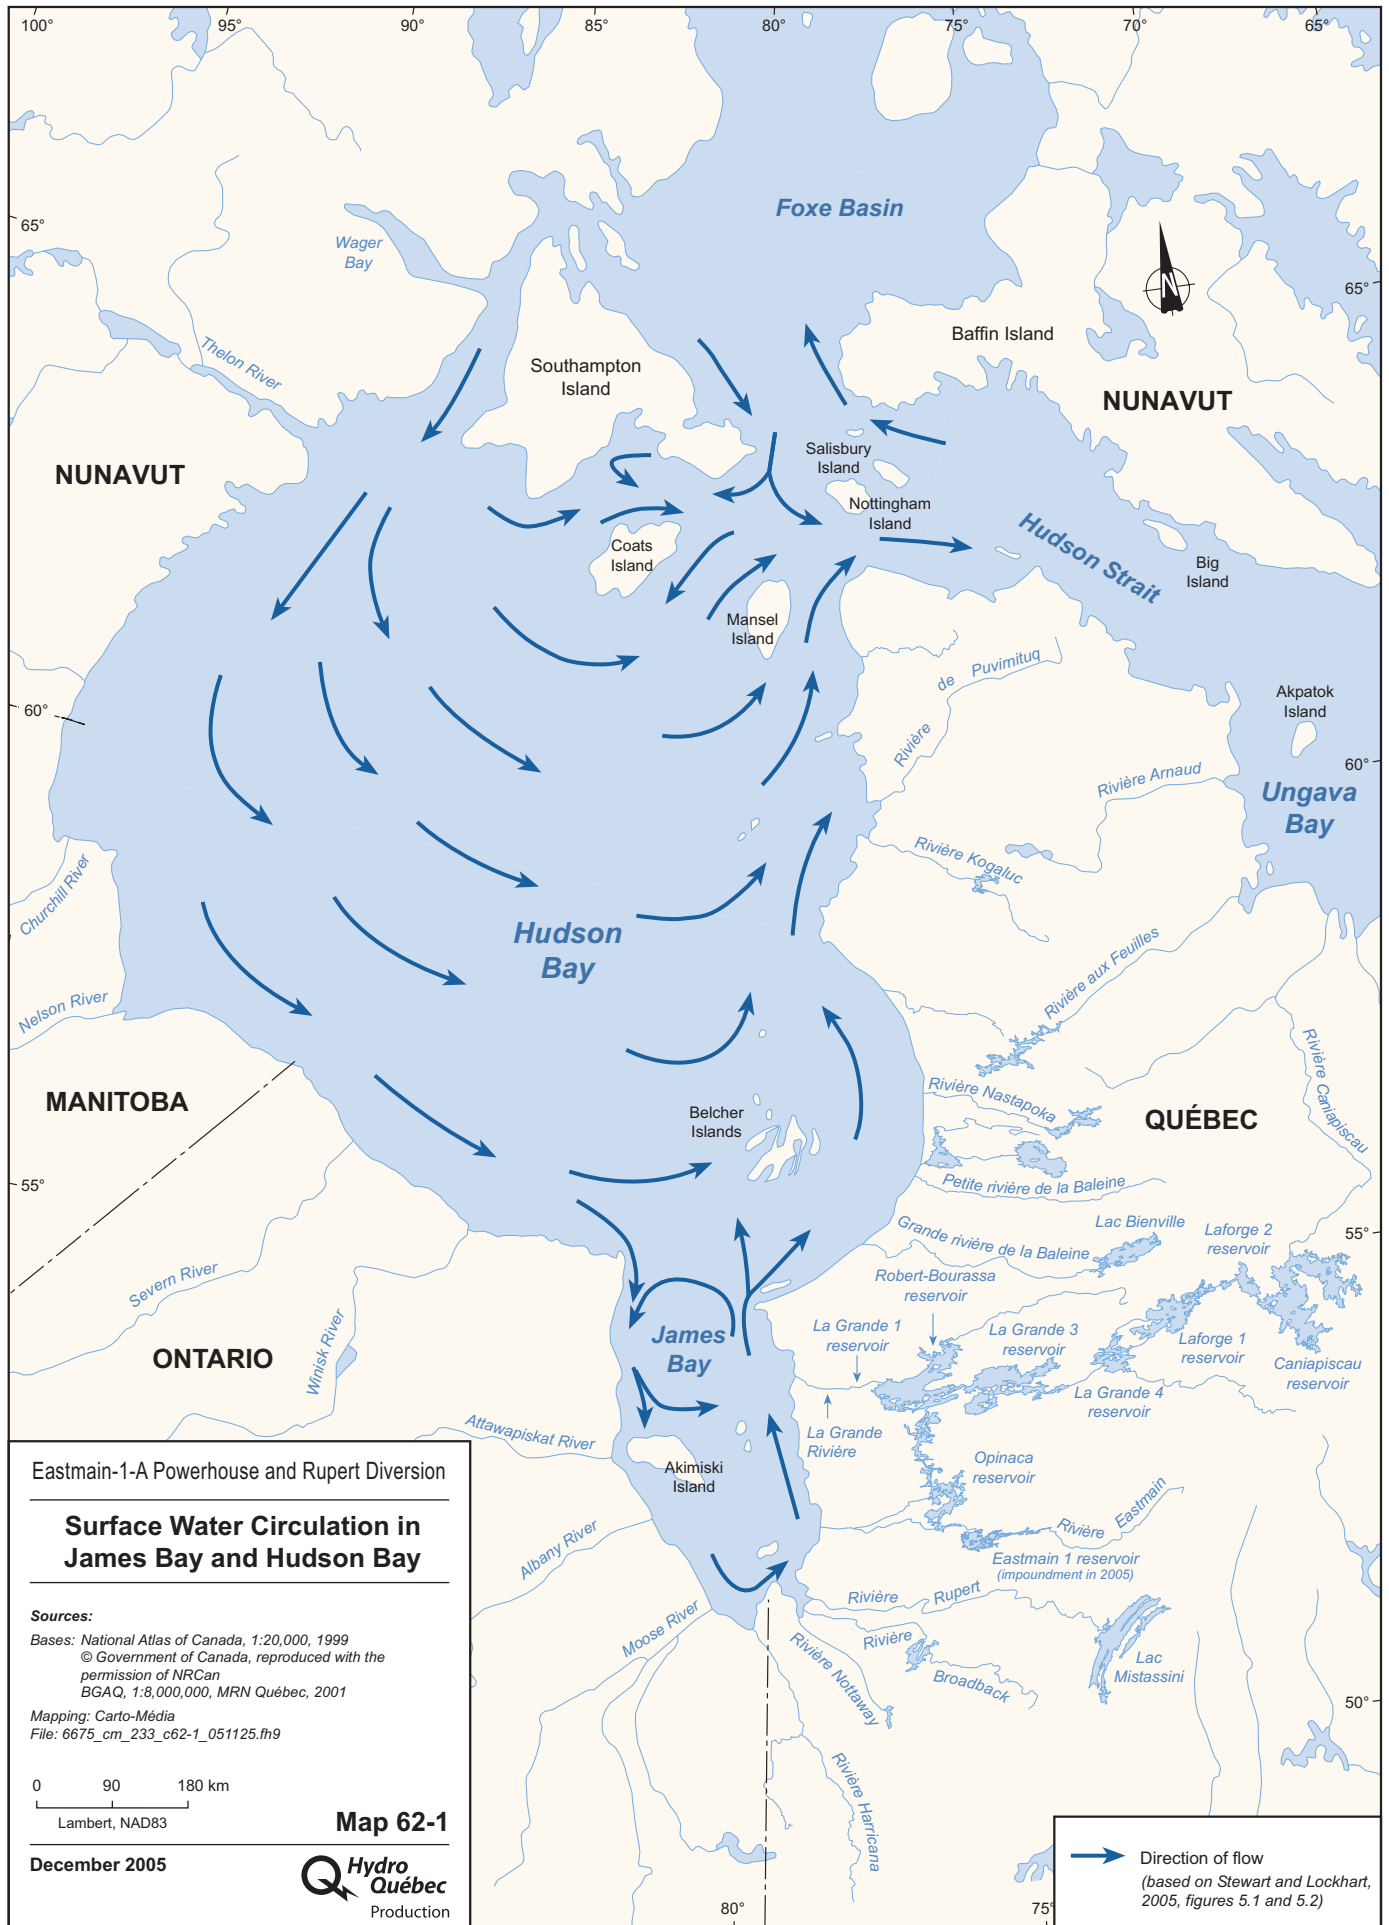 100°
95°
90°
85°
80°
75°
70°
65°
65°
65°
60°
60°
55°
55°
50°
80°
75°
Foxe Basin
Wager
Bay
N
Baffin Island
Thelon River
Southampton
Island
NUNAVUT
NUNAVUT
Salisbury
Island
Nottingham
Island
Coats
Island
Hudson Strait
Big
Island
Mansel
Island
Rivière de Puvirnituq
Akpatok
Island
Rivière Arnaud
Ungava
Bay
Churchill River
Rivière Kogaluc
Hudson
Bay
Nelson River
Rivière aux Feuilles
Rivière Caniapiscau
MANITOBA
Belcher
Islands
Rivière Nastapoka
QUÉBEC
Petite rivière de la Baleine
Severn River
Grande rivière de la Baleine
Lac Bienville
Laforge 2
reservoir
Robert-Bourassa
reservoir
Winisk River
James
Bay
La Grande 1
reservoir
La Grande 3
reservoir
Laforge 1
reservoir
Caniapiscau
reservoir
ONTARIO
La Grande 4
reservoir
Attawapiskat River
La Grande
Rivière
Akimiski
Island
Opinaca
reservoir
Rivière Eastmain
Albany River
Eastmain 1 reservoir
(impoundment in 2005)
Rivière Rupert
Moose River
Rivière Nottaway
Rivière Broadback
Lac
Mistassini
Rivière Harricana
Eastmain-1-A Powerhouse and Rupert Diversion
Surface Water Circulation in
James Bay and Hudson Bay
Sources:
Bases: National Atlas of Canada, 1:20,000, 1999
© Government of Canada, reproduced with the
permission of NRCan
BGAQ, 1:8,000,000, MRN Québec, 2001
Mapping: Carto-Média
File: 6675_cm_233_c62-1_051125.fh9
0 90 180 km
Lambert, NAD83
Map 62-1
December 2005
Hydro
Québec
Production
Direction of flow
(based on Stewart and Lockhart,
2005, figures 5.1 and 5.2)